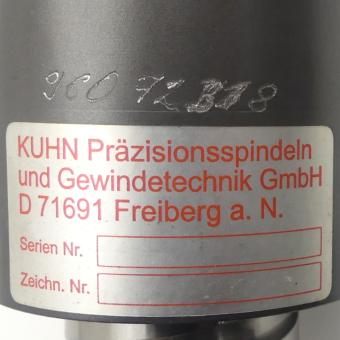 KUHN Präzisionsspindeln
und Gewindetechnik GmbH
D 71691 Freiberg a. N.
Serien Nr.
Zeichn. Nr.